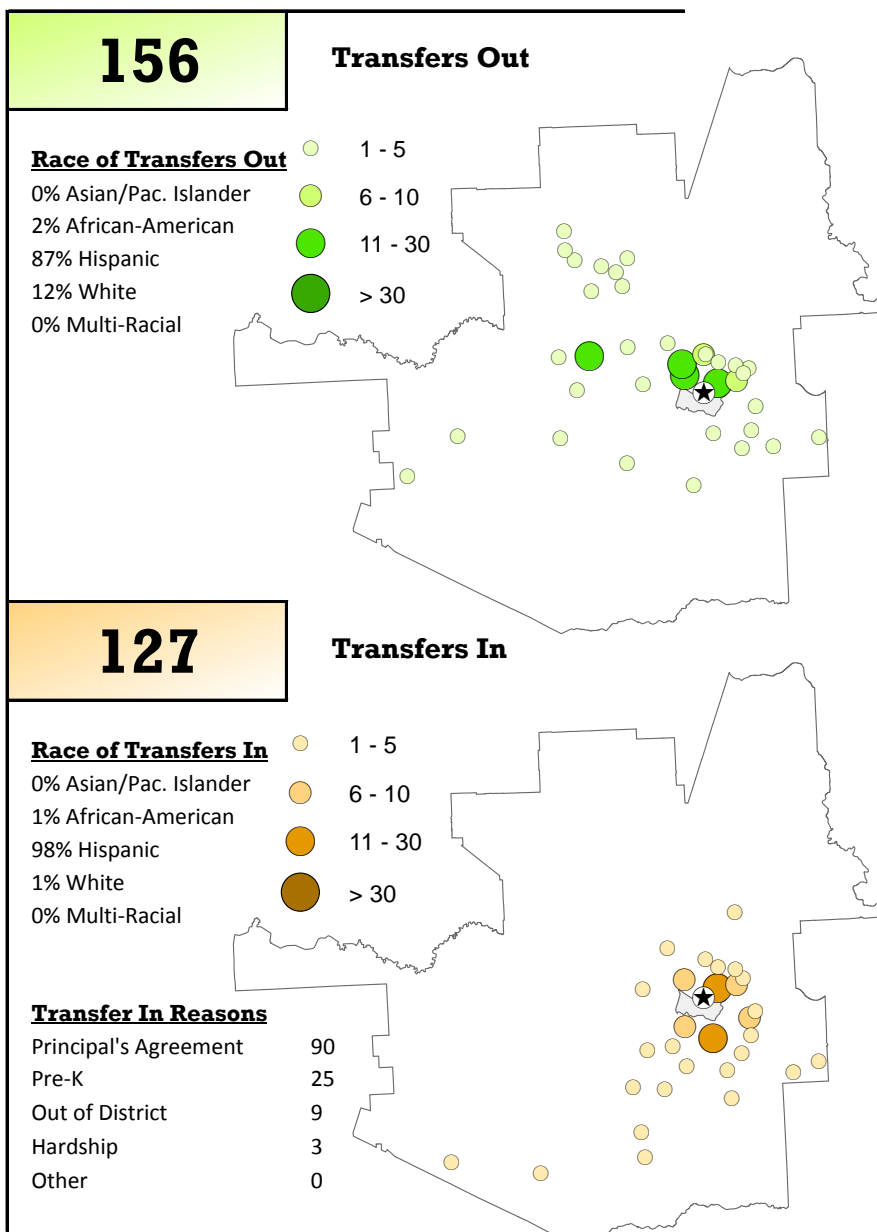 156
Transfers Out
Race of Transfers Out
0% Asian/Pac. Islander
2% African-American
87% Hispanic
12% White
0% Multi-Racial
1 - 5
6 - 10
11 - 30
> 30
127
Transfers In
Race of Transfers In
0% Asian/Pac. Islander
1% African-American
98% Hispanic
1% White
0% Multi-Racial
1 - 5
6 - 10
11 - 30
> 30
Transfer In Reasons
Principal's Agreement 90
Pre-K 25
Out of District 9
Hardship 3
Other 0